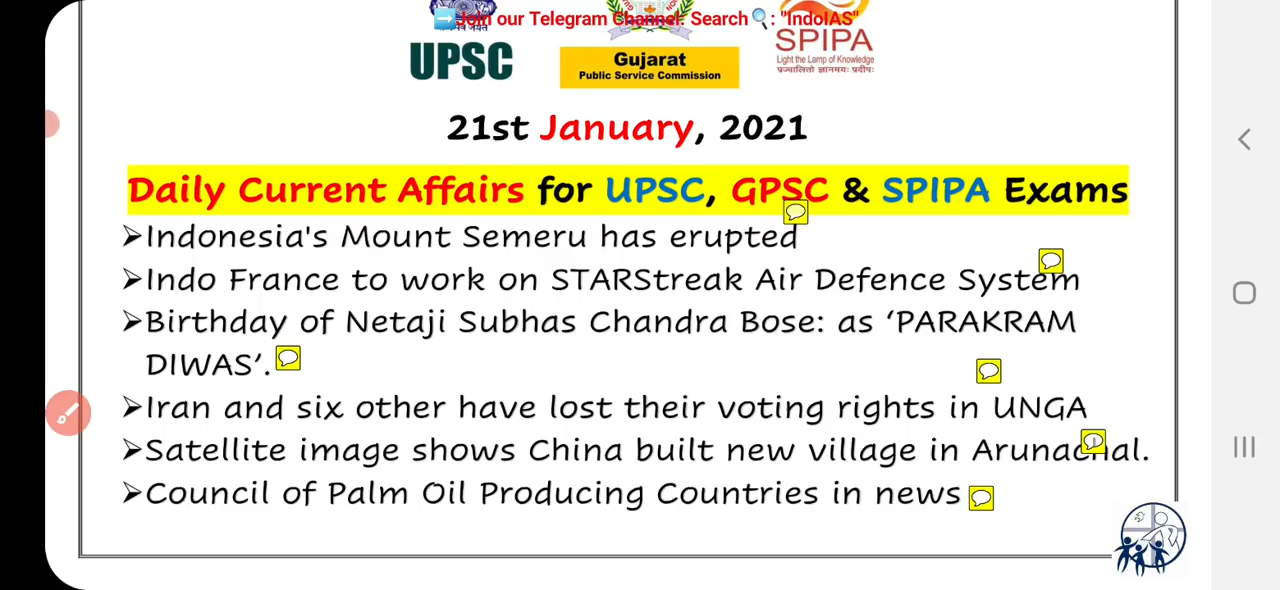 ➡Join our Telegram Channel. Search🔍: "IndoIAS"
UPSC
Gujarat
Public Service Commission
SPIPA
Light the Lamp of Knowledge
प्रज्वालितो ज्ञानमयः प्रदीपः
21st January, 2021
Daily Current Affairs for UPSC, GPSC & SPIPA Exams
➢Indonesia's Mount Semeru has erupted
➢Indo France to work on STARStreak Air Defence System
➢Birthday of Netaji Subhas Chandra Bose: as ‘PARAKRAM
DIWAS’.
➢Iran and six other have lost their voting rights in UNGA
➢Satellite image shows China built new village in Arunachal.
➢Council of Palm Oil Producing Countries in news